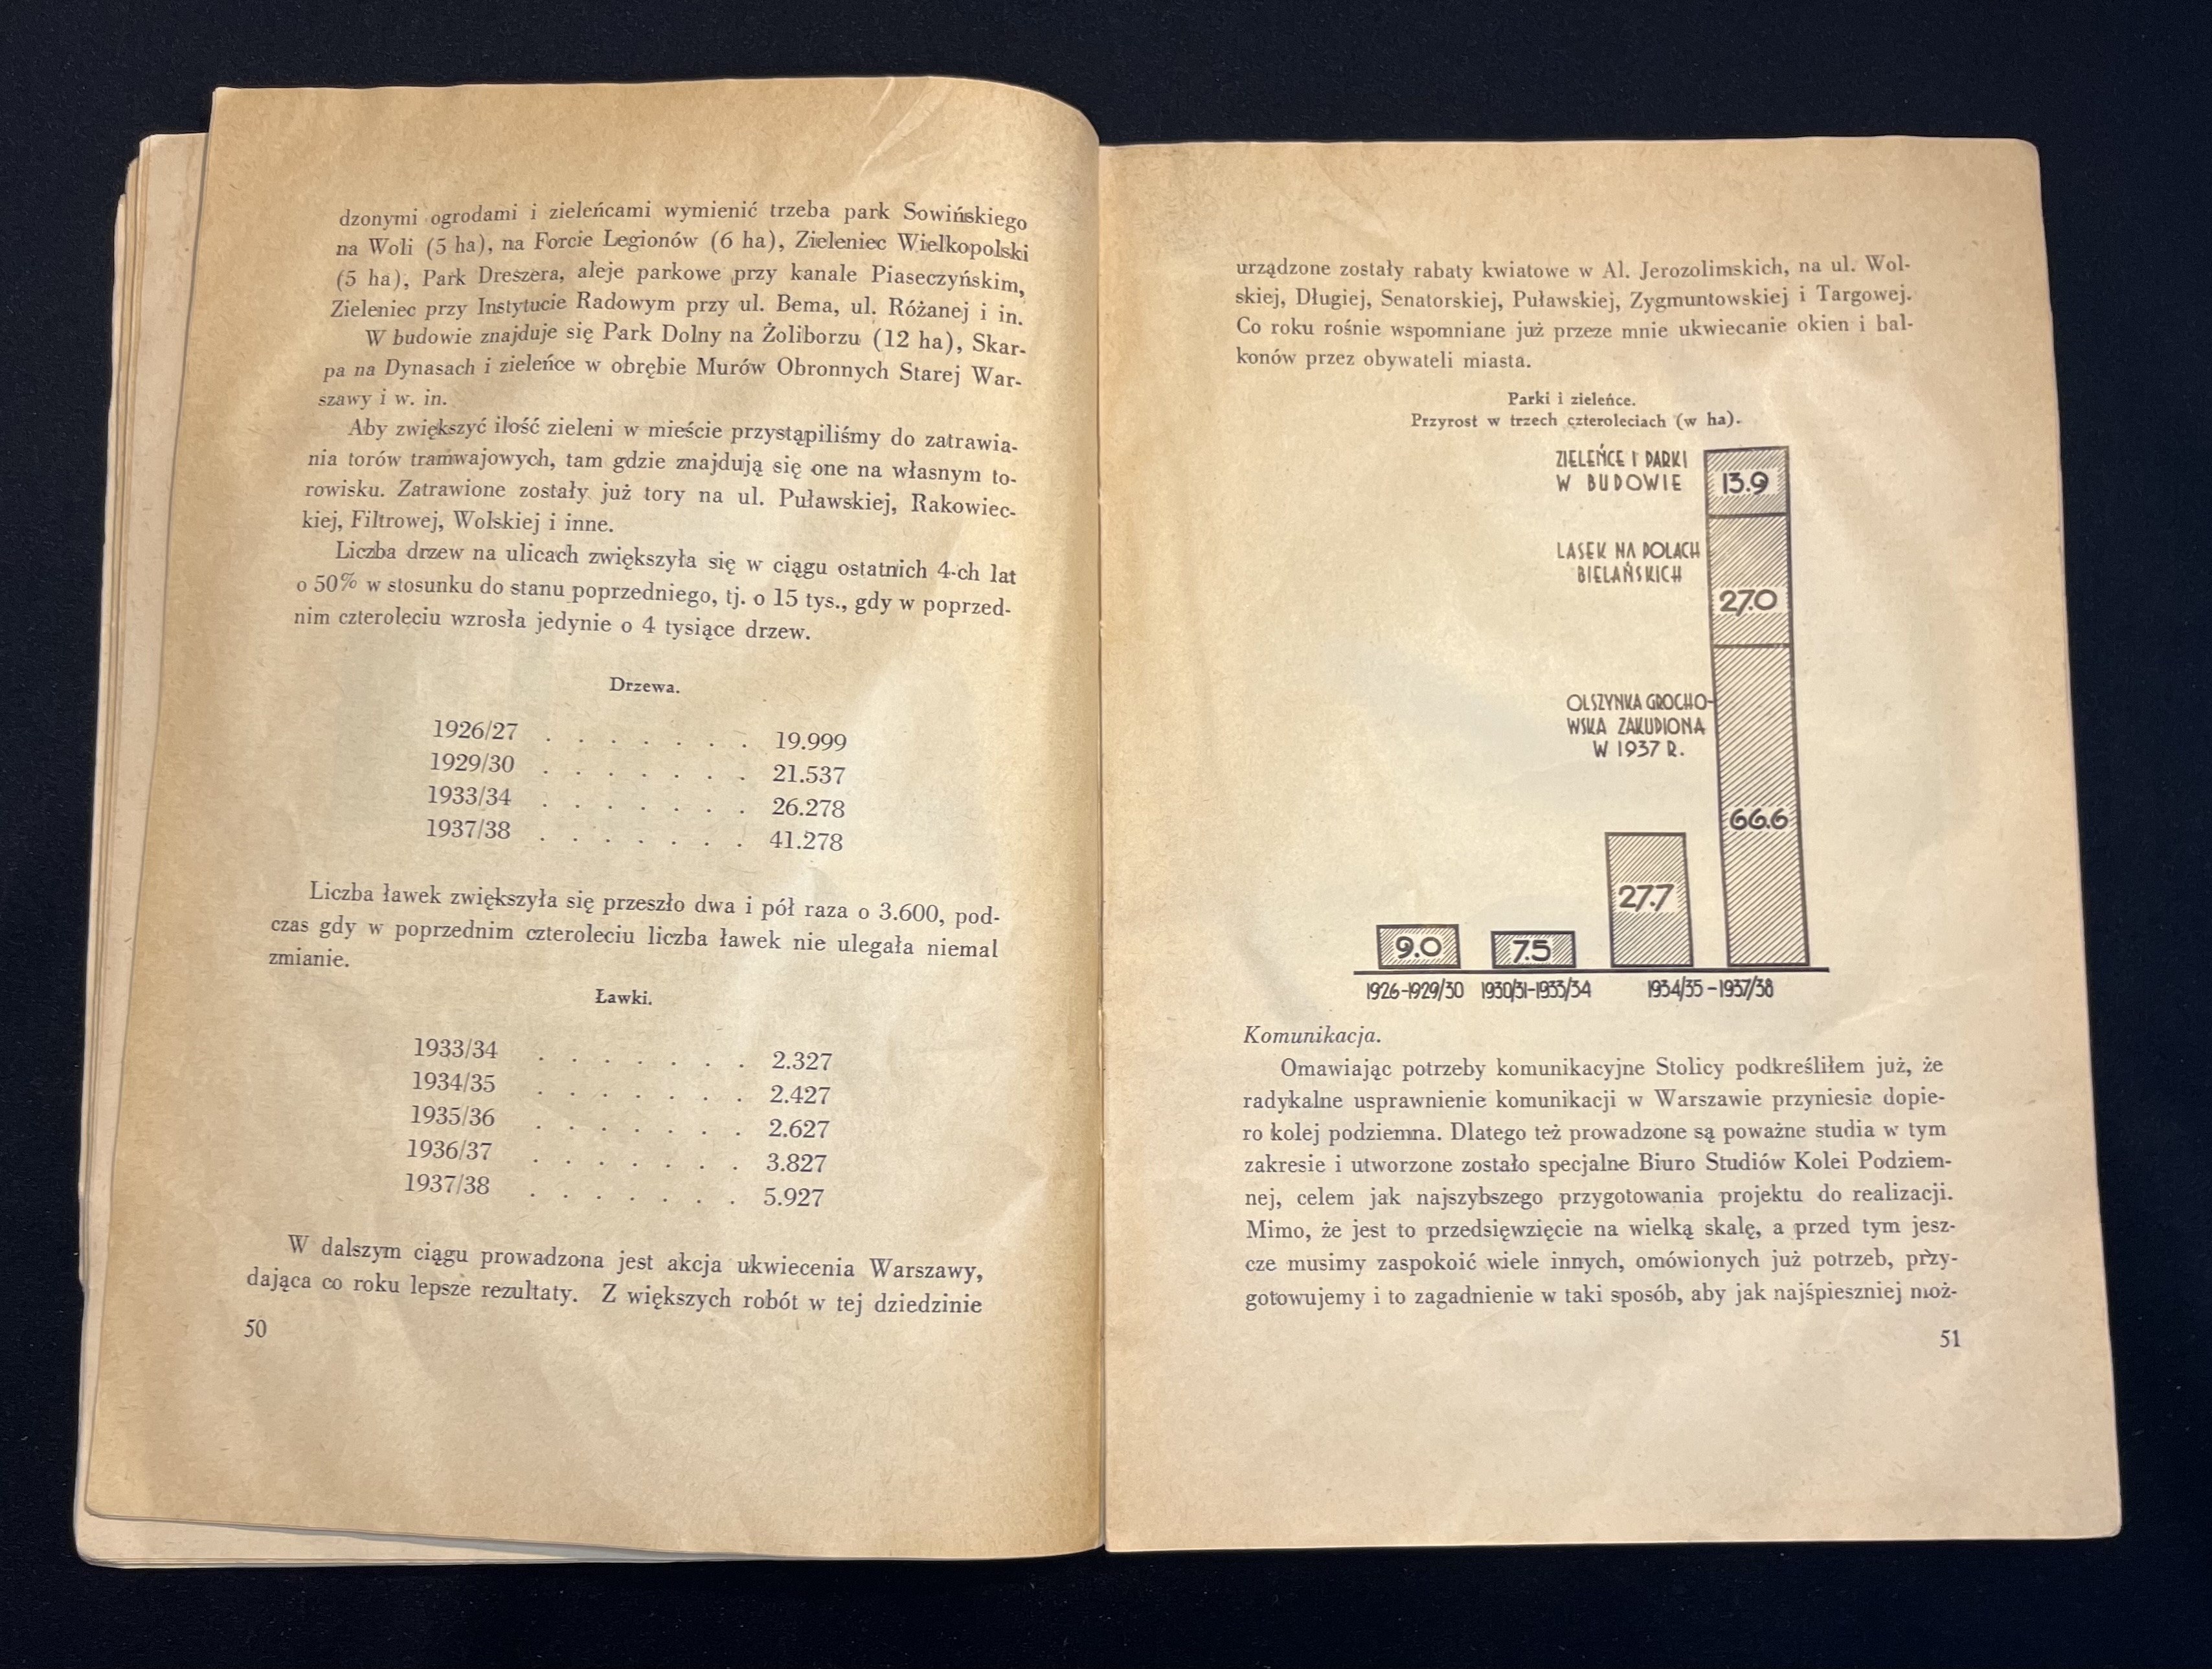 dzonymi ogrodami i zieleńcami wymienić trzeba park Sowińskiego
na Woli (5 ha), na Forcie Legionów (6 ha), Zieleniec Wielkopolski
(5 ha), Park Dreszera, aleje parkowe przy kanale Piaseczyńskim,
Zieleniec przy Instytucie Radowym przy ul. Bema, ul. Różanej i in.
W budowie znajduje się Park Dolny na Żoliborzu (12 ha), Skar-
pa na Dynasach i zieleńce w obrębie Murów Obronnych Starej War-
szawy i w. in.
Aby zwiększyć ilość zieleni w mieście przystąpiliśmy do zatrawia-
nia torów tramwajowych, tam gdzie znajdują się one na własnym to-
rowisku. Zatrawione zostały już tory na ul. Puławskiej, Rakowiec-
kiej, Filtrowej, Wolskiej i inne.
Liczba drzew na ulicach zwiększyła się w ciągu ostatnich 4-ch lat
o 50% w stosunku do stanu poprzedniego, tj. o 15 tys., gdy w poprzed-
nim czteroleciu wzrosła jedynie o 4 tysiące drzew.
Drzewa.
1926/27 . . . . . . . 19.999
1929/30 . . . . . . . 21.537
1933/34 . . . . . . . 26.278
1937/38 . . . . . . . 41.278
Liczba ławek zwiększyła się przeszło dwa i pół raza o 3.600, pod-
czas gdy w poprzednim czteroleciu liczba ławek nie ulegała niemal
zmianie.
Ławki.
1933/34 . . . . . . . 2.327
1934/35 . . . . . . . 2.427
1935/36 . . . . . . . 2.627
1936/37 . . . . . . . 3.827
1937/38 . . . . . . . 5.927
W dalszym ciągu prowadzona jest akcja ukwiecenia Warszawy,
dająca co roku lepsze rezultaty. Z większych robót w tej dziedzinie
50
urządzone zostały rabaty kwiatowe w Al. Jerozolimskich, na ul. Wol-
skiej, Długiej, Senatorskiej, Puławskiej, Zygmuntowskiej i Targowej.
Co roku rośnie wspomniane już przeze mnie ukwiecanie okien i bal-
konów przez obywateli miasta.
Parki i zieleńce.
Przyrost w trzech czteroleciach (w ha).
ZIELEŃCE I PARKI
W BUDOWIE
13.9
LASEK NA POLACH
BIELAŃSKICH
27.0
OLSZYNKA GROCHO-
WSKA ZAKUPIONA
W 1937 R.
66.6
27.7
9.0
7.5
1926-1929/30 1930/31-1933/34 1934/35-1937/38
Komunikacja.
Omawiając potrzeby komunikacyjne Stolicy podkreśliłem już, że
radykalne usprawnienie komunikacji w Warszawie przyniesie dopie-
ro kolej podziemna. Dlatego też prowadzone są poważne studia w tym
zakresie i utworzone zostało specjalne Biuro Studiów Kolei Podziem-
nej, celem jak najszybszego przygotowania projektu do realizacji.
Mimo, że jest to przedsięwzięcie na wielką skalę, a przed tym jesz-
cze musimy zaspokoić wiele innych, omówionych już potrzeb, przy-
gotowujemy i to zagadnienie w taki sposób, aby jak najśpieszniej moż-
51